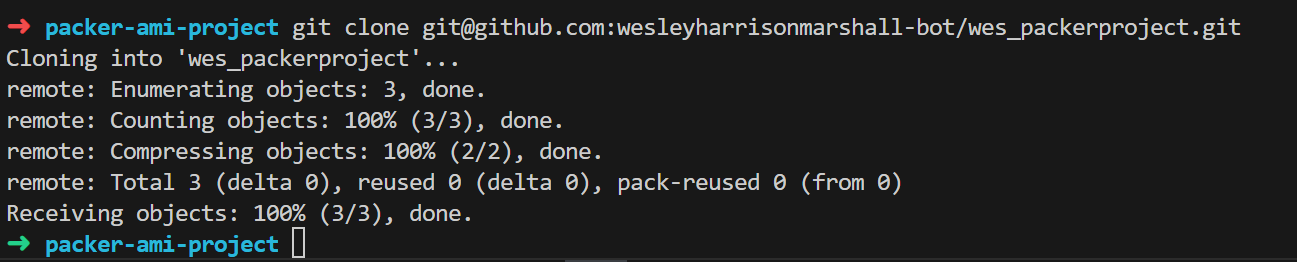 ➜ packer-ami-project git clone git@github.com:wesleyharrisonmarshall-bot/wes_packerproject.git
Cloning into 'wes_packerproject'...
remote: Enumerating objects: 3, done.
remote: Counting objects: 100% (3/3), done.
remote: Compressing objects: 100% (2/2), done.
remote: Total 3 (delta 0), reused 0 (delta 0), pack-reused 0 (from 0)
Receiving objects: 100% (3/3), done.
➜ packer-ami-project